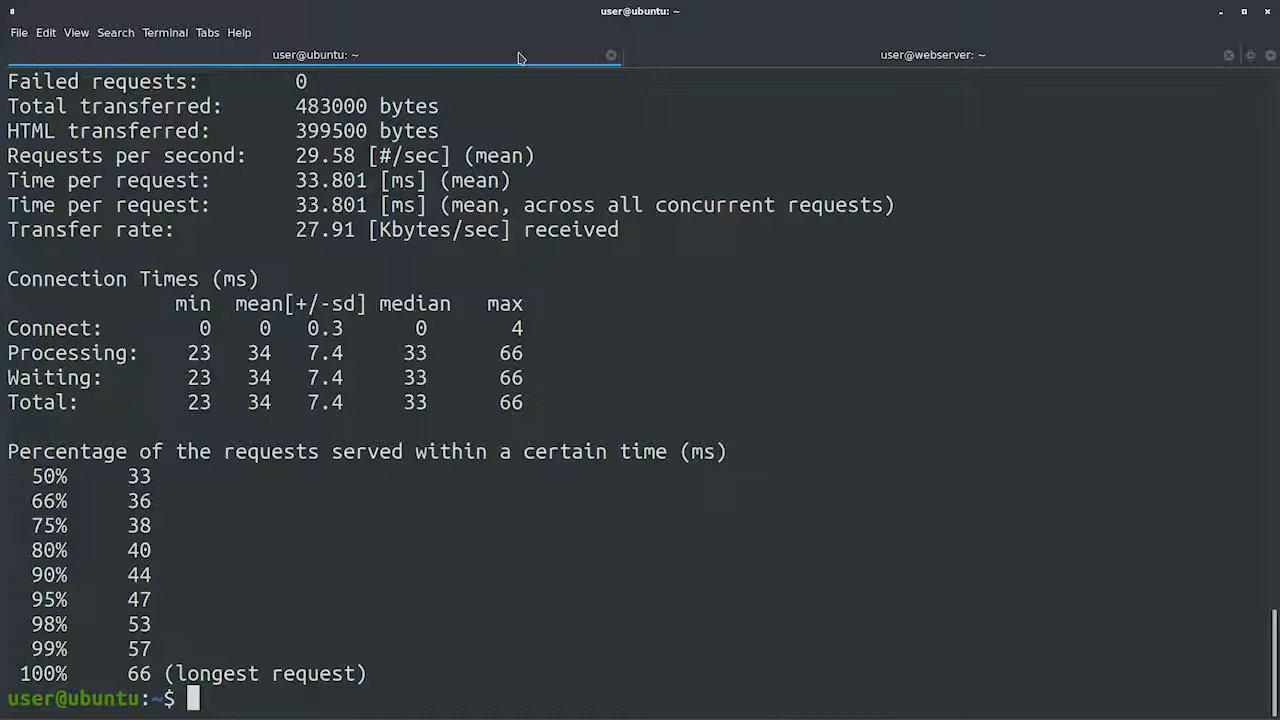 user@ubuntu: ~
File Edit View Search Terminal Tabs Help
user@ubuntu: ~ user@webserver: ~
Failed requests: 0
Total transferred: 483000 bytes
HTML transferred: 399500 bytes
Requests per second: 29.58 [#/sec] (mean)
Time per request: 33.801 [ms] (mean)
Time per request: 33.801 [ms] (mean, across all concurrent requests)
Transfer rate: 27.91 [Kbytes/sec] received
Connection Times (ms)
min mean[+/-sd] median max
Connect: 0 0 0.3 0 4
Processing: 23 34 7.4 33 66
Waiting: 23 34 7.4 33 66
Total: 23 34 7.4 33 66
Percentage of the requests served within a certain time (ms)
50% 33
66% 36
75% 38
80% 40
90% 44
95% 47
98% 53
99% 57
100% 66 (longest request)
user@ubuntu:~$